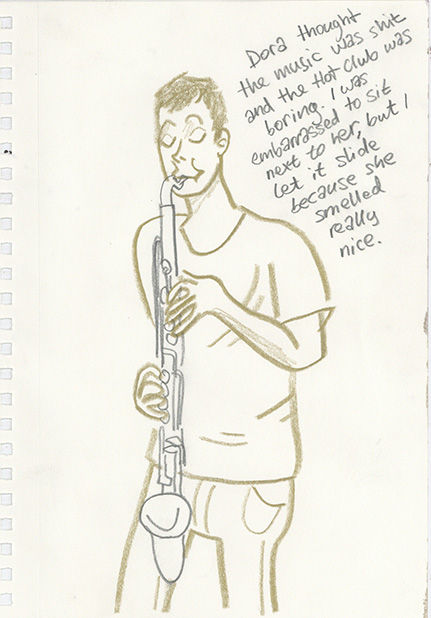 Dora thought
the music was shit
and the Hot Club was
boring. I was
embarrassed to sit
next to her, but I
let it slide
because she
smelled
really
nice.